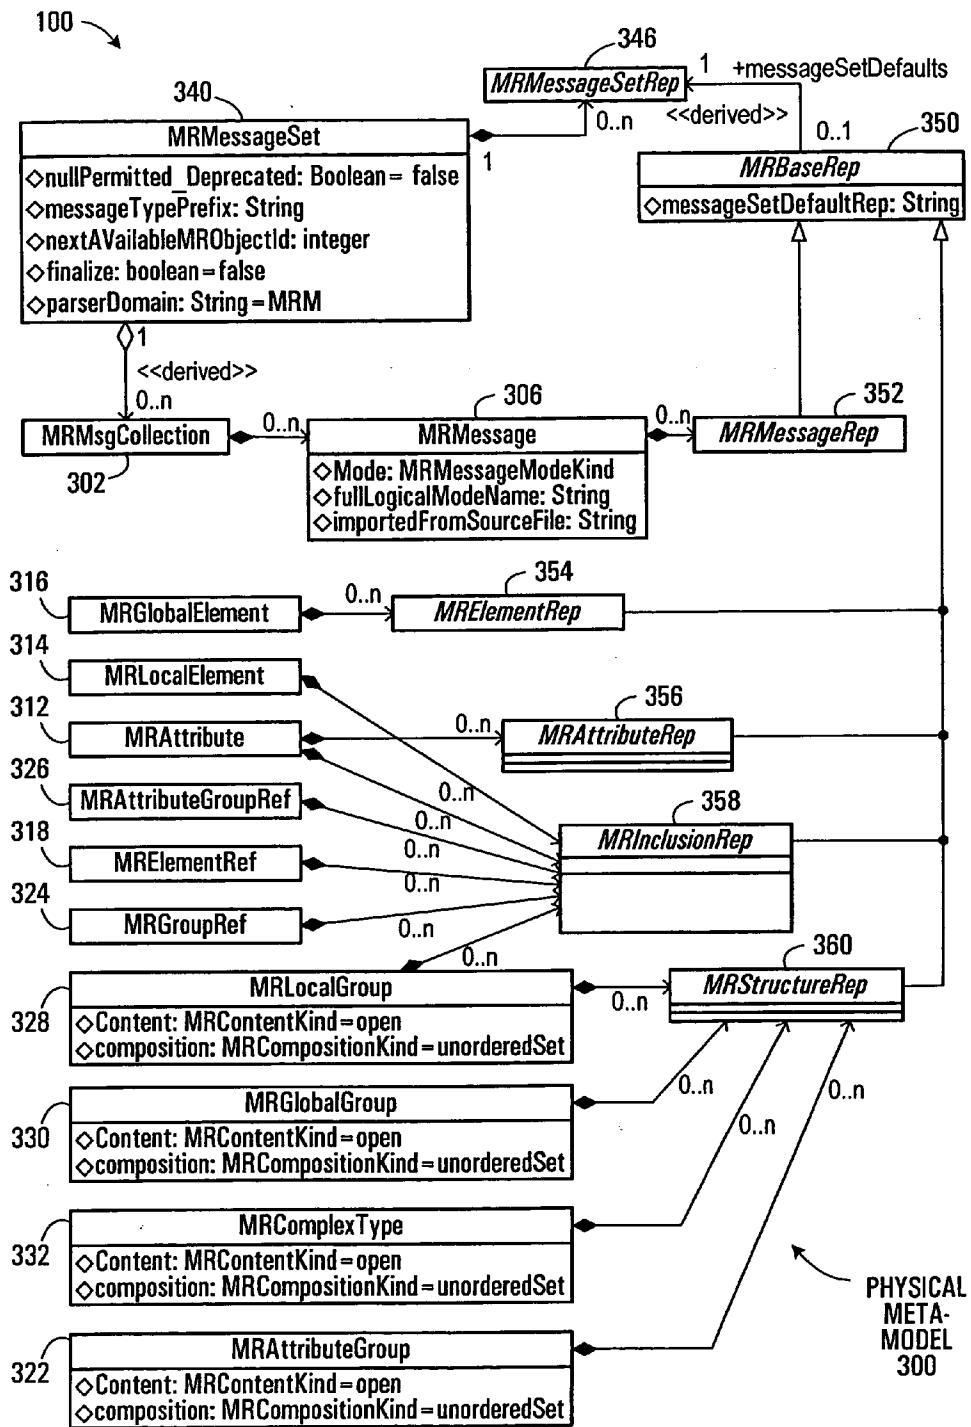 100
346
MRMessageSetRep
1
+messageSetDefaults
340
0..n
<<derived>>
0..1
350
MRMessageSet
1
MRBaseRep
◇nullPermitted_Deprecated: Boolean = false
◇messageTypePrefix: String
◇nextAVailableMRObjectId: integer
◇finalize: boolean=false
◇parserDomain: String=MRM
◇messageSetDefaultRep: String
1
<<derived>>
0..n
306
352
MRMsgCollection
0..n
MRMessage
0..n
MRMessageRep
302
◇Mode: MRMessageModeKind
◇fullLogicalModeName: String
◇importedFromSourceFile: String
354
316
MRGlobalElement
0..n
MRElementRep
314
MRLocalElement
356
312
MRAttribute
0..n
MRAttributeRep
326
MRAttributeGroupRef
0..n
0..n
358
MRInclusionRep
318
MRElementRef
0..n
0..n
324
MRGroupRef
0..n
0..n
360
MRLocalGroup
MRStructureRep
0..n
328
◇Content: MRContentKind=open
◇composition: MRCompositionKind=unorderedSet
MRGlobalGroup
0..n
0..n
0..n
330
◇Content: MRContentKind=open
◇composition: MRCompositionKind=unorderedSet
MRComplexType
332
◇Content: MRContentKind=open
◇composition: MRCompositionKind=unorderedSet
PHYSICAL
META-
MODEL
300
MRAttributeGroup
322
◇Content: MRContentKind=open
◇composition: MRCompositionKind=unorderedSet